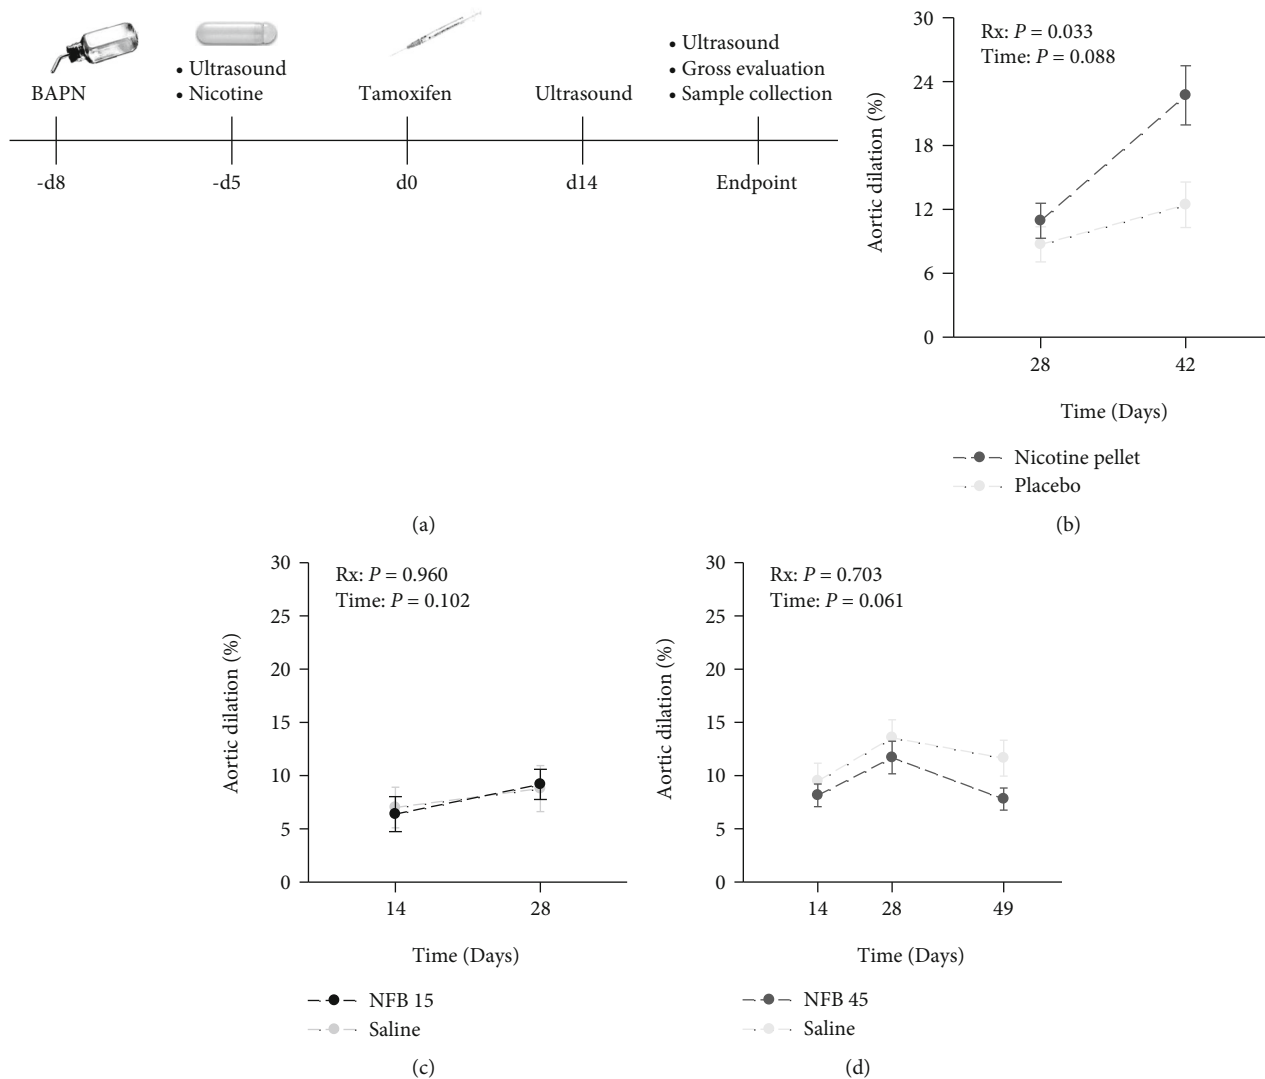 • Ultrasound
• Gross evaluation
• Sample collection
• Ultrasound
• Nicotine
BAPN
Tamoxifen
Ultrasound
-d8
-d5
d0
d14
Endpoint
(a)
30
24
18
12
6
0
Aortic dilation (%)
Rx: P = 0.033
Time: P = 0.088
28
42
Time (Days)
Nicotine pellet
Placebo
(b)
30
25
20
15
10
5
0
Aortic dilation (%)
Rx: P = 0.960
Time: P = 0.102
14
28
Time (Days)
NFB 15
Saline
(c)
30
25
20
15
10
5
0
Aortic dilation (%)
Rx: P = 0.703
Time: P = 0.061
14
28
49
Time (Days)
NFB 45
Saline
(d)